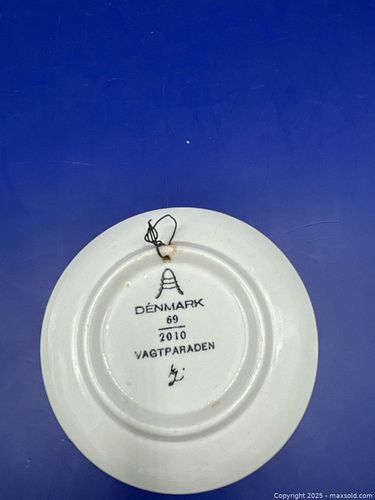 DENMARK
69
2010
VAGTPARADEN
Copyright 2025 - maxsold.com